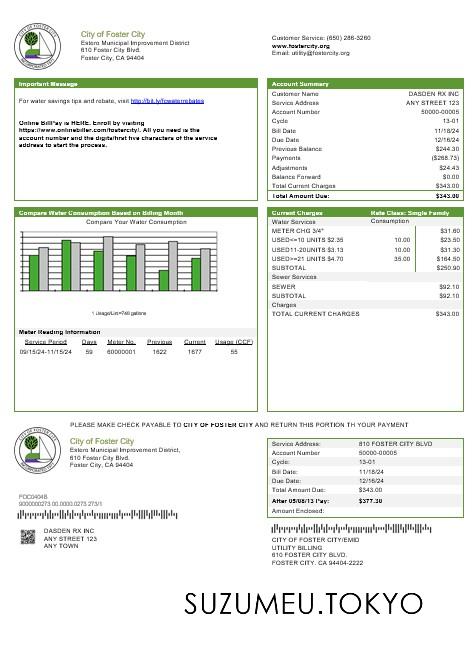 City of Foster City
Estero Municipal Improvement District
610 Foster City Blvd.
Foster City, CA 94404
Customer Service: (650) 286-3260
www.fostercity.org
Email: utility@fostercity.org
Important Message
For water savings tips and rebate, visit http://bit.ly/fcwaterrebates
Online BillPay is HERE. Enroll by visiting
https://www.onlinebiller.com/fostercity/. All you need is the
account number and the digits/first five characters of the service
address to start the process.
Account Summary
Customer Name DASDEN RX INC
Service Address ANY STREET 123
Account Number 50000-00005
Cycle 13-01
Bill Date 11/18/24
Due Date 12/16/24
Previous Balance $244.30
Payments ($268.73)
Adjustments $24.43
Balance Forward $0.00
Total Current Charges $343.00
Total Amount Due: $343.00
Compare Water Consumption Based on Billing Month
Compare Your Water Consumption
1 Usage/Unit=748 gallons
Meter Reading Information
Service Period Days Meter No. Previous Current Usage (CCF)
09/15/24-11/15/24 59 60000001 1622 1677 55
Current Charges Rate Class: Single Family
Water Services Consumption
METER CHG 3/4" $31.60
USED<=10 UNITS $2.35 10.00 $23.50
USED11-20UNITS $3.13 10.00 $31.30
USED>=21 UNITS $4.70 35.00 $164.50
SUBTOTAL $250.90
Sewer Services
SEWER $92.10
SUBTOTAL $92.10
Charges
TOTAL CURRENT CHARGES $343.00
PLEASE MAKE CHECK PAYABLE TO CITY OF FOSTER CITY AND RETURN THIS PORTION TH YOUR PAYMENT
City of Foster City
Estero Municipal Improvement District,
610 Foster City Blvd.
Foster City, CA 94404
Service Address: 810 FOSTER CITY BLVD
Account Number 50000-00005
Cycle: 13-01
Bill Date: 11/18/24
Due Date: 12/16/24
Total Amount Due: $343.00
After 05/08/13 Pay: $377.30
Amount Enclosed:
POC0404B
9000000273 00.0000.0273 273/1
DASDEN RX INC
ANY STREET 123
ANY TOWN
CITY OF FOSTER CITY/EMID
UTILITY BILLING
610 FOSTER CITY BLVD.
FOSTER CITY. CA 94404-2222
SUZUMEU.TOKYO